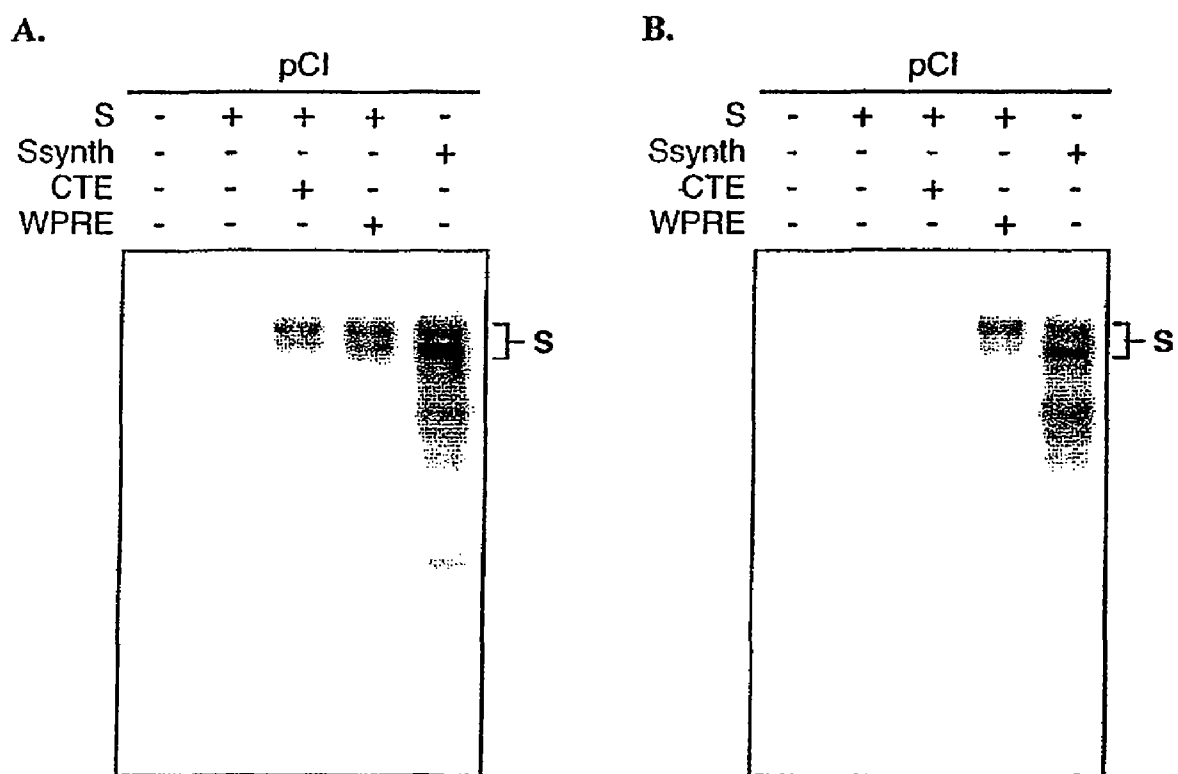 A.
pCI
S - + + + -
Ssynth - - - - +
CTE - - + - -
WPRE - - - + -
S
B.
pCI
S - + + + -
Ssynth - - - - +
CTE - - + - -
WPRE - - - + -
S